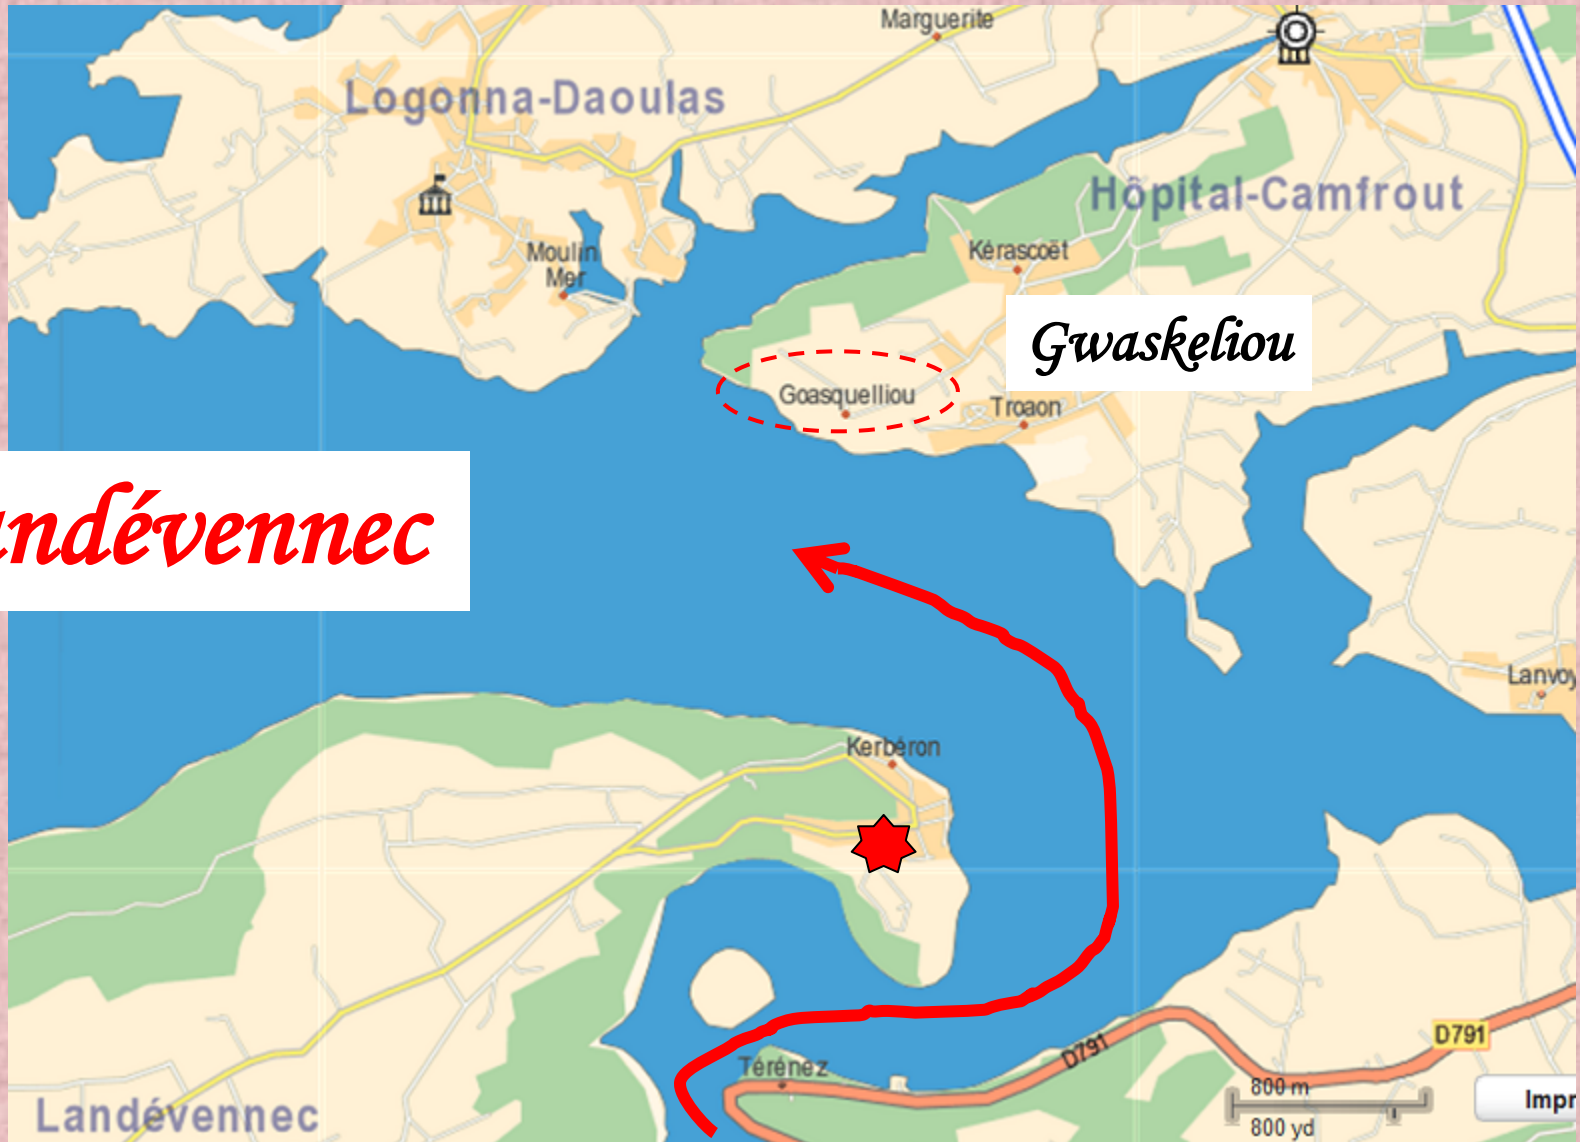 Marguerite
Logonna-Daoulas
Hôpital-Camfrout
Moulin
Mer
Kérascoët
Gwaskeliou
Goasquelliou
Troaon
ndévennec
Lanvoy
Kerbéron
D791
D791
Térénez
800 m
800 yd
Impr
Landévennec